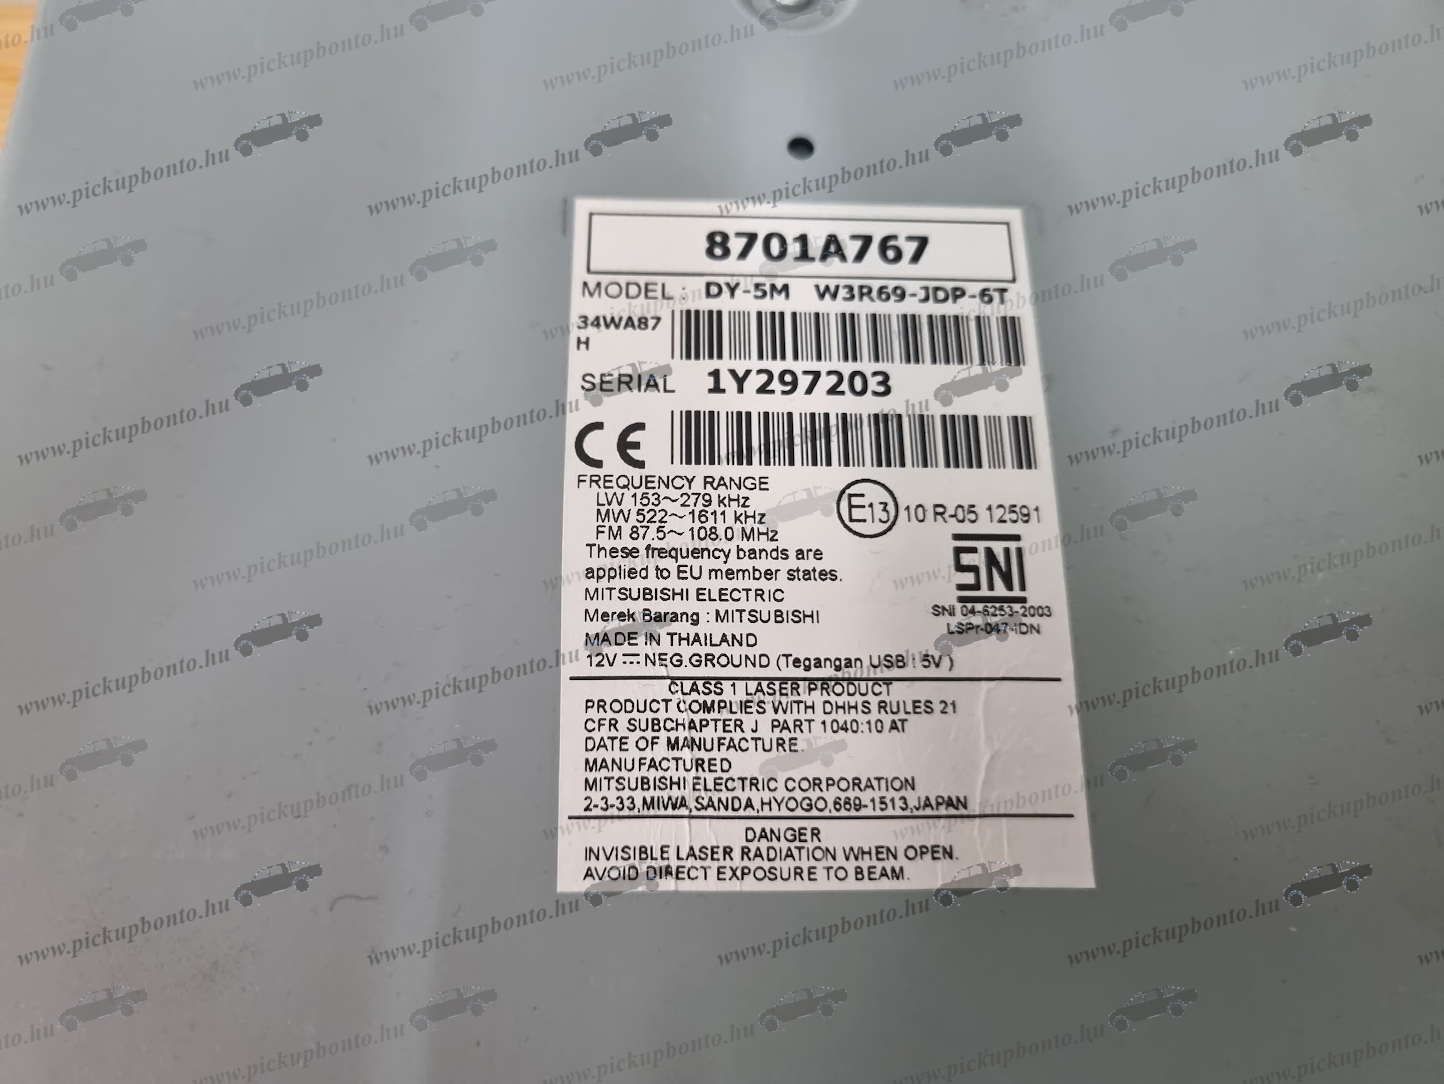 8701A767
MODEL : DY-5M W3R69-JDP-6T
34WA87
H
SERIAL 1Y297203
CE
FREQUENCY RANGE
LW 153~279 kHz
MW 522~1611 kHz
FM 87.5~108.0 MHz
E13 10 R-05 12591
These frequency bands are
applied to EU member states.
SNI
SNI 04-6253-2003
LSPr-047-IDN
MITSUBISHI ELECTRIC
Merek Barang : MITSUBISHI
MADE IN THAILAND
12V ⎓ NEG.GROUND (Tegangan USB : 5V )
CLASS 1 LASER PRODUCT
PRODUCT COMPLIES WITH DHHS RULES 21
CFR SUBCHAPTER J PART 1040:10 AT
DATE OF MANUFACTURE.
MANUFACTURED
MITSUBISHI ELECTRIC CORPORATION
2-3-33,MIWA,SANDA,HYOGO,669-1513,JAPAN
DANGER
INVISIBLE LASER RADIATION WHEN OPEN.
AVOID DIRECT EXPOSURE TO BEAM.
www.pickupbonto.hu